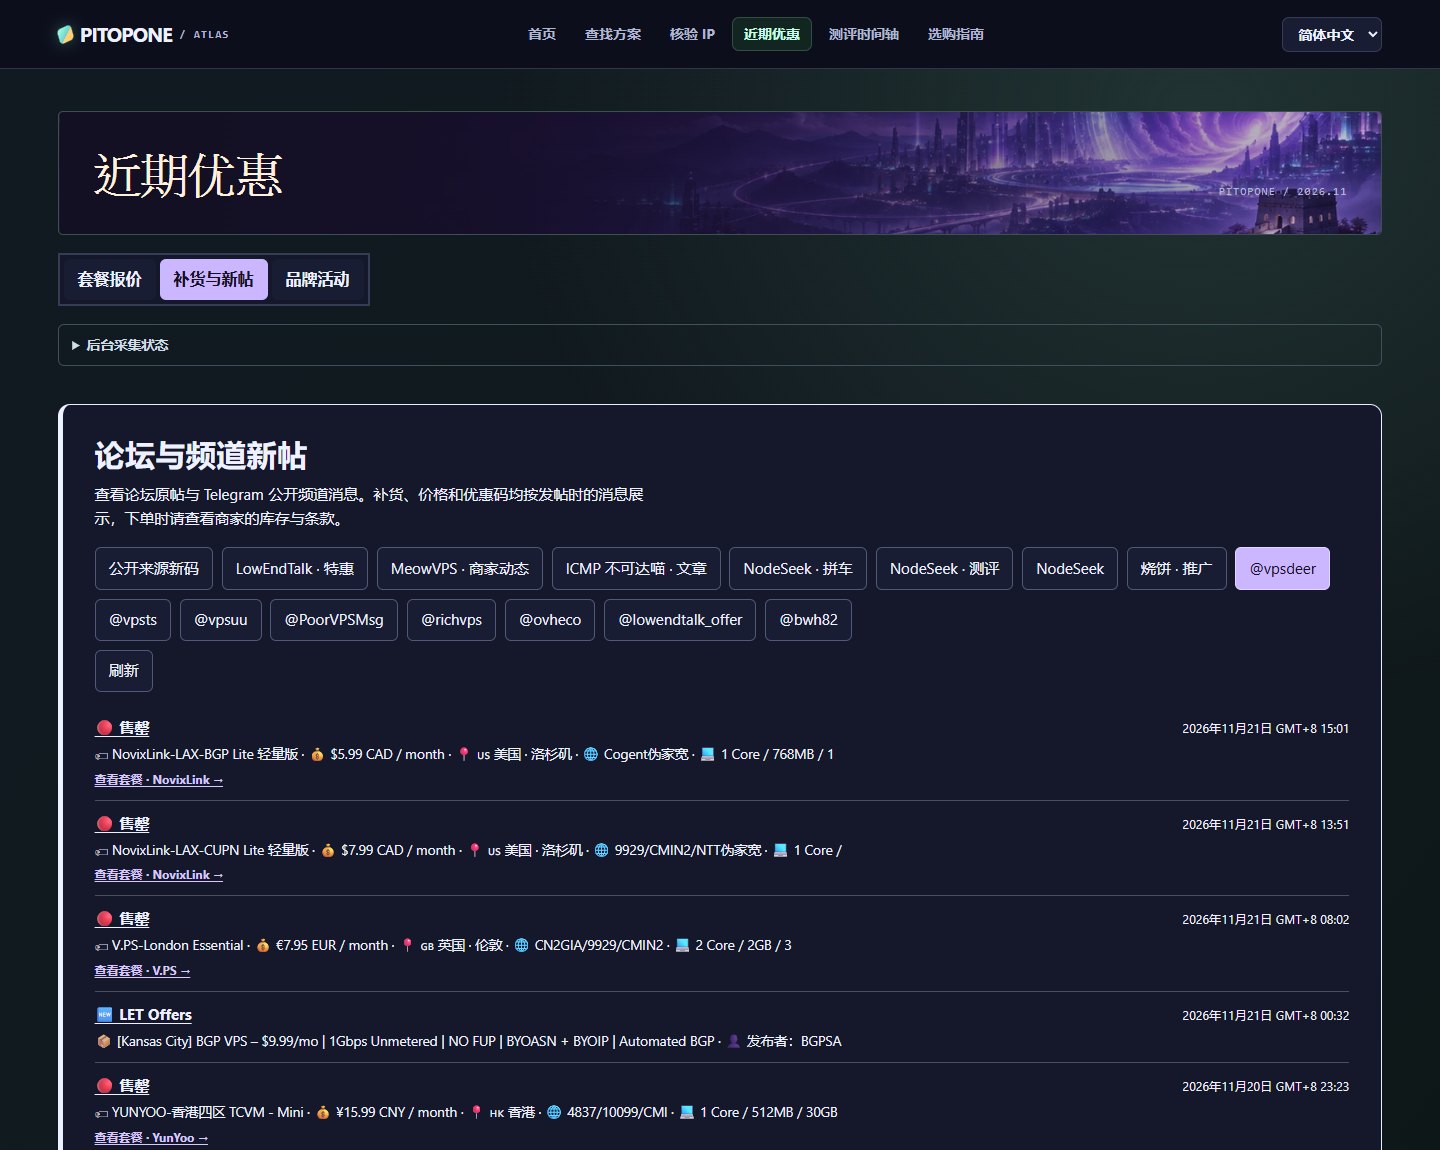 PITOPONE / ATLAS
首页 查找方案 核验 IP 近期优惠 测评时间轴 选购指南
简体中文
近期优惠
PITOPONE / 2026.11
套餐报价 补货与新帖 品牌活动
▶ 后台采集状态
论坛与频道新帖
查看论坛原帖与 Telegram 公开频道消息。补货、价格和优惠码均按发帖时的消息展
示，下单时请查看商家的库存与条款。
公开来源新码 LowEndTalk · 特惠 MeowVPS · 商家动态 ICMP 不可达喵 · 文章 NodeSeek · 拼车 NodeSeek · 测评 NodeSeek 烧饼 · 推广 @vpsdeer
@vpsts @vpsuu @PoorVPSMsg @richvps @ovheco @lowendtalk_offer @bwh82
刷新
🔴 售罄 2026年11月21日 GMT+8 15:01
🏷 NovixLink-LAX-BGP Lite 轻量版 · 💰 $5.99 CAD / month · 📍 US 美国 · 洛杉矶 · 🌐 Cogent伪家宽 · 💻 1 Core / 768MB / 1
查看套餐 · NovixLink →
🔴 售罄 2026年11月21日 GMT+8 13:51
🏷 NovixLink-LAX-CUPN Lite 轻量版 · 💰 $7.99 CAD / month · 📍 US 美国 · 洛杉矶 · 🌐 9929/CMIN2/NTT伪家宽 · 💻 1 Core /
查看套餐 · NovixLink →
🔴 售罄 2026年11月21日 GMT+8 08:02
🏷 V.PS-London Essential · 💰 €7.95 EUR / month · 📍 GB 英国 · 伦敦 · 🌐 CN2GIA/9929/CMIN2 · 💻 2 Core / 2GB / 3
查看套餐 · V.PS →
🆕 LET Offers 2026年11月21日 GMT+8 00:32
📦 [Kansas City] BGP VPS – $9.99/mo | 1Gbps Unmetered | NO FUP | BYOASN + BYOIP | Automated BGP · 👤 发布者：BGPSA
🔴 售罄 2026年11月20日 GMT+8 23:23
🏷 YUNYOO-香港四区 TCVM - Mini · 💰 ¥15.99 CNY / month · 📍 HK 香港 · 🌐 4837/10099/CMI · 💻 1 Core / 512MB / 30GB
查看套餐 · YunYoo →